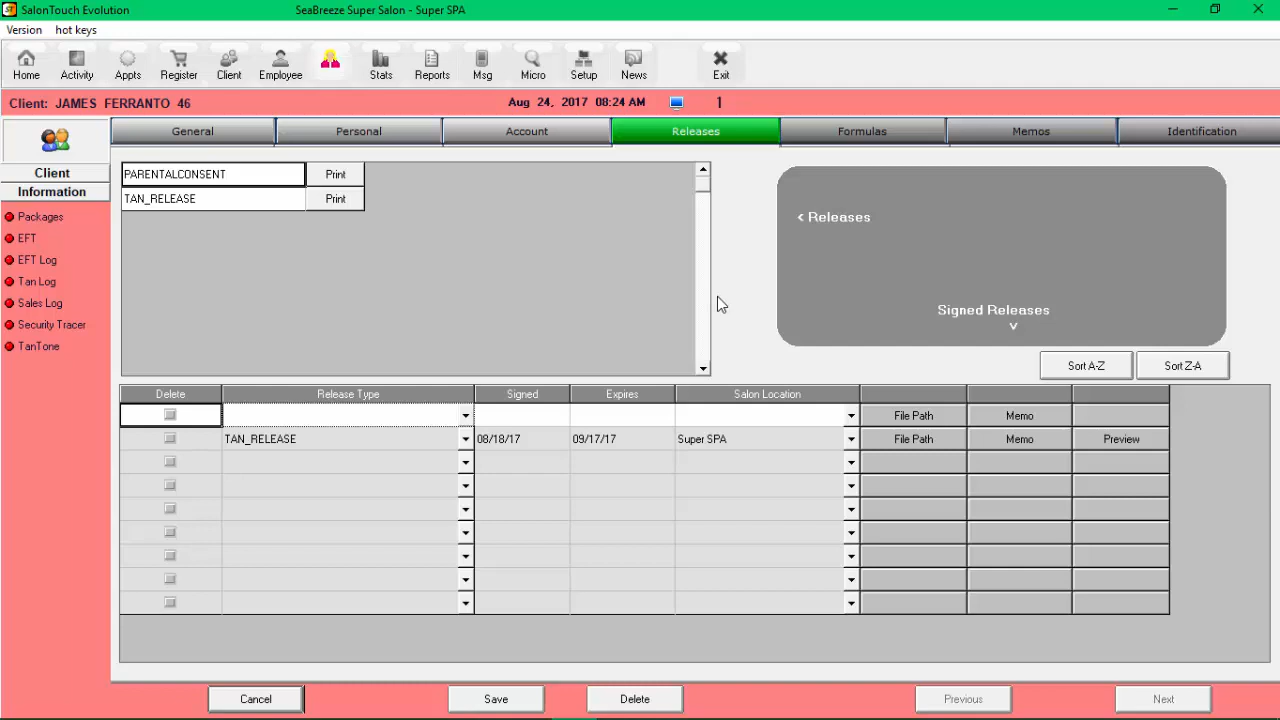 SalonTouch Evolution SeaBreeze Super Salon - Super SPA
Version hot keys
Home Activity Appts Register Client Employee Stats Reports Msg Micro Setup News Exit
Client: JAMES FERRANTO 46 Aug 24, 2017 08:24 AM 1
General Personal Account Releases Formulas Memos Identification
Client
Information
Packages
EFT
EFT Log
Tan Log
Sales Log
Security Tracer
TanTone
PARENTALCONSENT Print
TAN_RELEASE Print
< Releases
Signed Releases
v
Sort A-Z Sort Z-A
Delete Release Type Signed Expires Salon Location
File Path Memo
TAN_RELEASE 08/18/17 09/17/17 Super SPA File Path Memo Preview
Cancel Save Delete Previous Next